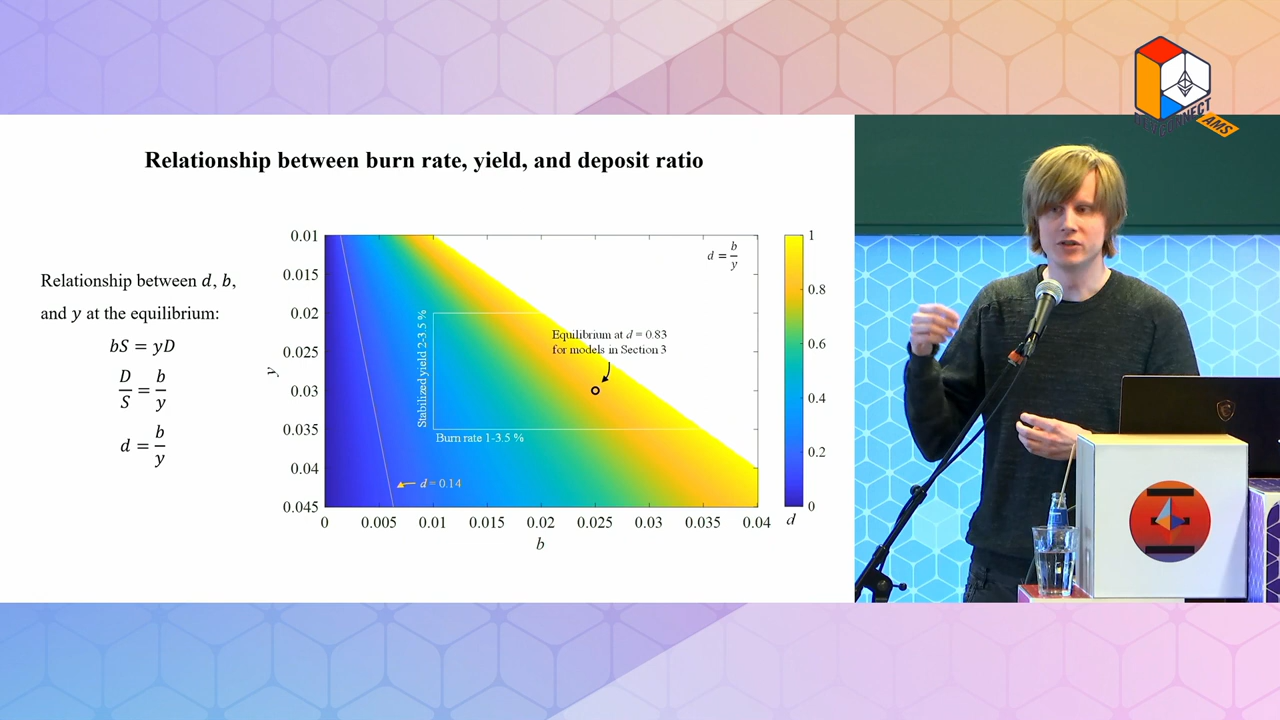 Relationship between burn rate, yield, and deposit ratio
Relationship between d, b,
and y at the equilibrium:
bS = yD
D/S = b/y
d = b/y
0.01
0.015
0.02
0.025
0.03
0.035
0.04
0.045
y
0
0.005
0.01
0.015
0.02
0.025
0.03
0.035
0.04
b
d = b/y
Stabilized yield 2-3.5 %
Burn rate 1-3.5 %
Equilibrium at d = 0.83
for models in Section 3
d = 0.14
1
0.8
0.6
0.4
0.2
0
d
AMS